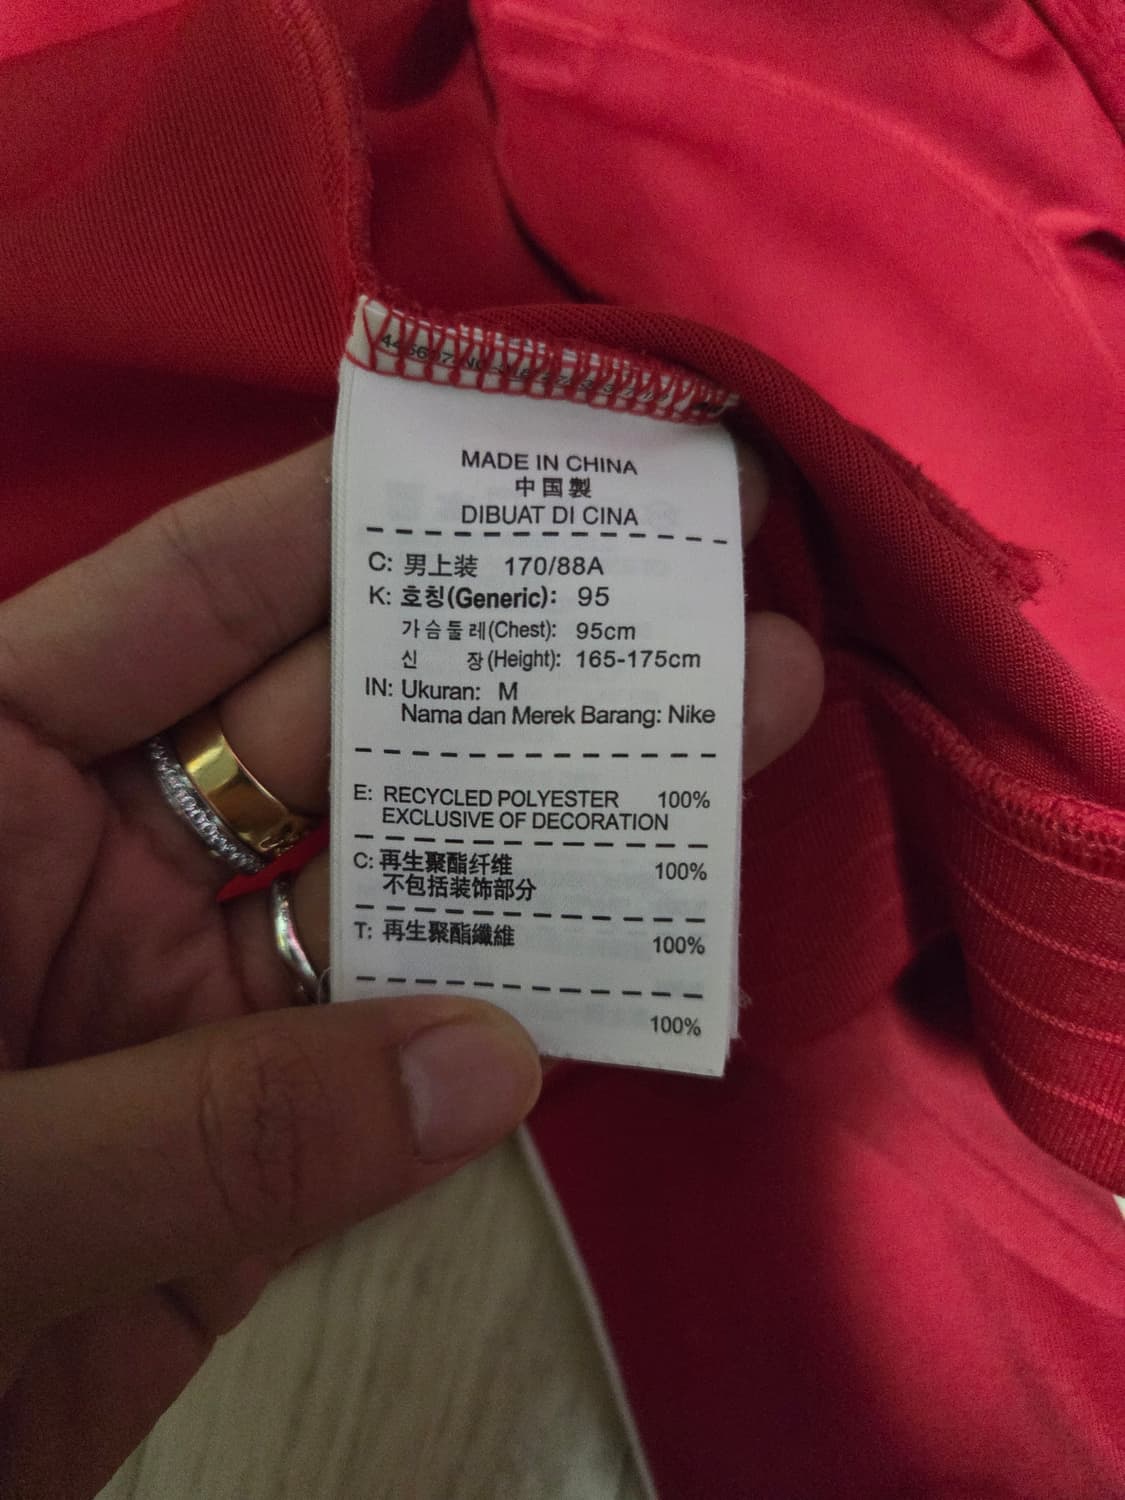 MADE IN CHINA
中国製
DIBUAT DI CINA
C: 男上装 170/88A
K: 호칭(Generic): 95
가슴둘레(Chest): 95cm
신 장(Height): 165-175cm
IN: Ukuran: M
Nama dan Merek Barang: Nike
E: RECYCLED POLYESTER 100%
EXCLUSIVE OF DECORATION
C: 再生聚酯纤维 100%
不包括装饰部分
T: 再生聚酯纖維 100%
100%